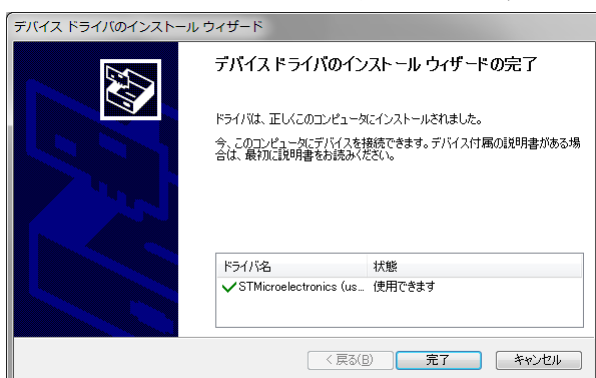 デバイス ドライバのインストール ウィザード
デバイス ドライバのインストール ウィザードの完了
ドライバは、正しくこのコンピュータにインストールされました。
今、このコンピュータにデバイスを接続できます。デバイス付属の説明書がある場
合は、最初に説明書をお読みください。
ドライバ名 状態
STMicroelectronics (us... 使用できます
< 戻る(B) 完了 キャンセル